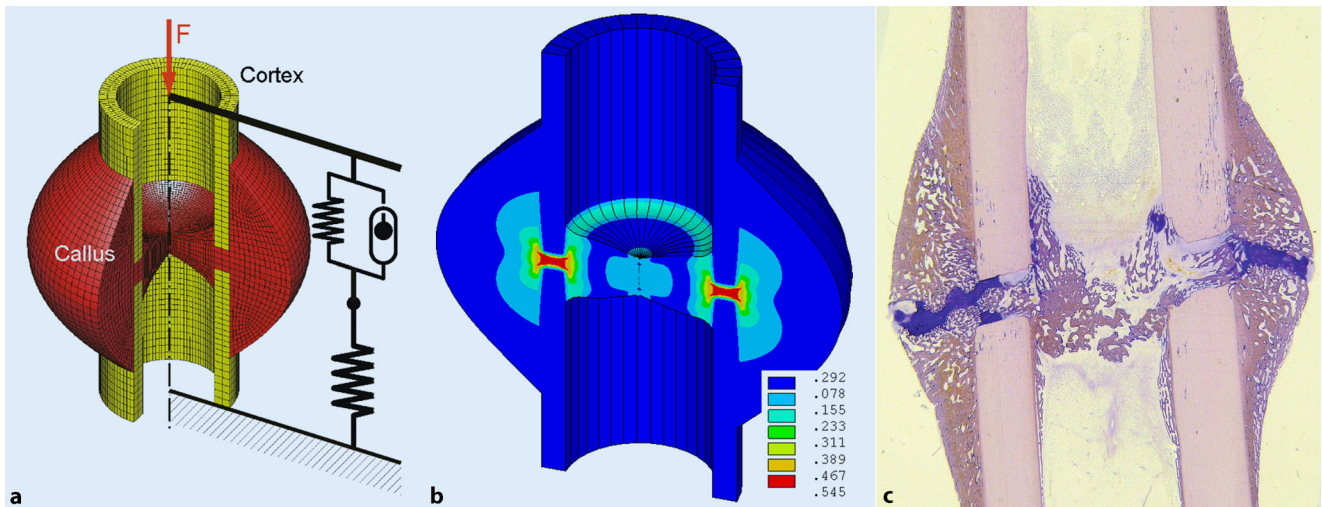 F
Cortex
Callus
a
.292
.078
.155
.233
.311
.389
.467
.545
b
c